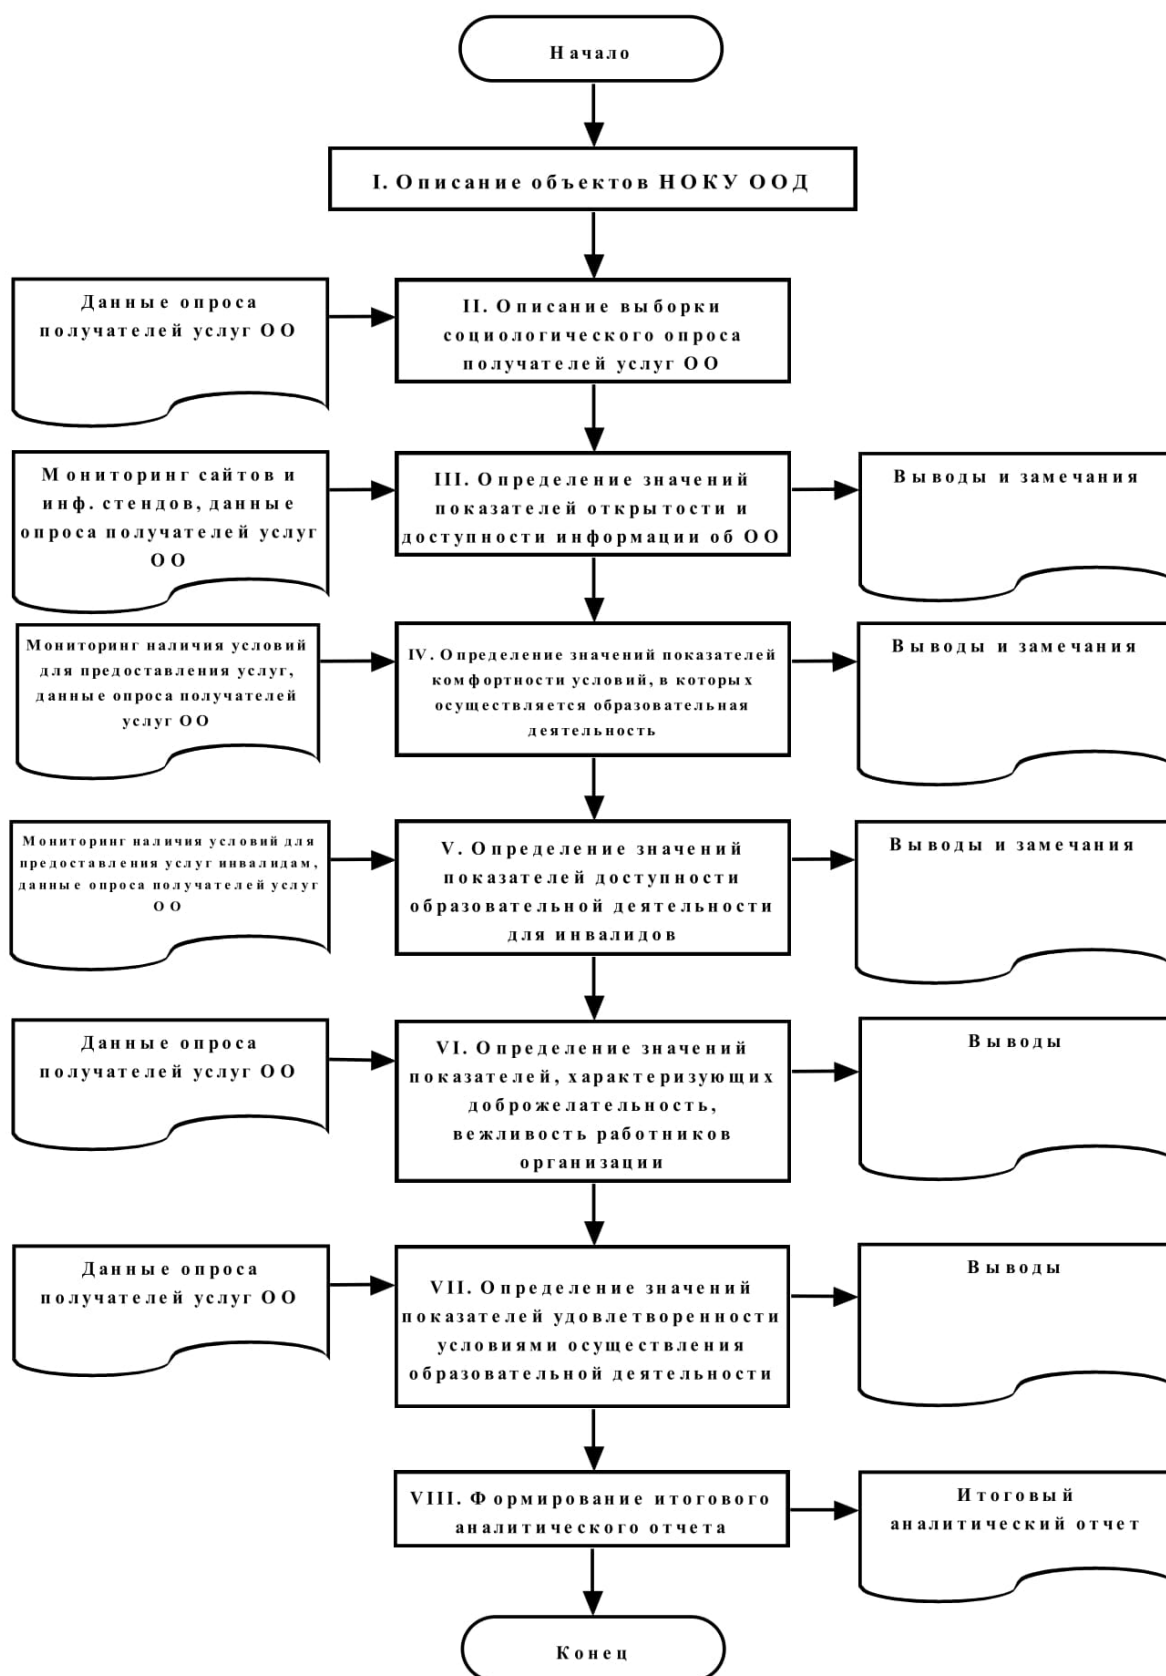 Начало
I. Описание объектов НОКУ ООД
Данные опроса
получателей услуг ОО
II. Описание выборки
социологического опроса
получателей услуг ОО
Мониторинг сайтов и
инф. стендов, данные
опроса получателей услуг
ОО
III. Определение значений
показателей открытости и
доступности информации об ОО
Выводы и замечания
Мониторинг наличия условий
для предоставления услуг,
данные опроса получателей
услуг ОО
IV. Определение значений показателей
комфортности условий, в которых
осуществляется образовательная
деятельность
Выводы и замечания
Мониторинг наличия условий для
предоставления услуг инвалидам,
данные опроса получателей услуг
ОО
V. Определение значений
показателей доступности
образовательной деятельности
для инвалидов
Выводы и замечания
Данные опроса
получателей услуг ОО
VI. Определение значений
показателей, характеризующих
доброжелательность,
вежливость работников
организации
Выводы
Данные опроса
получателей услуг ОО
VII. Определение значений
показателей удовлетворенности
условиями осуществления
образовательной деятельности
Выводы
VIII. Формирование итогового
аналитического отчета
Итоговый
аналитический отчет
Конец